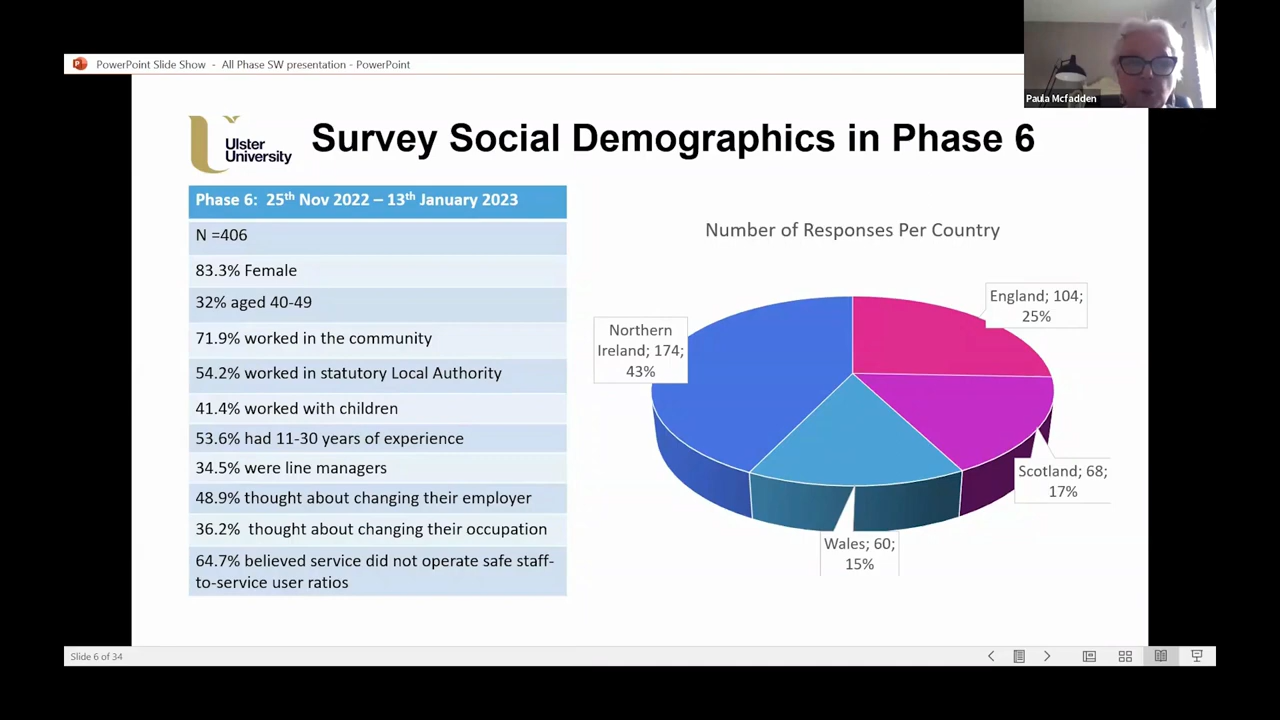 PowerPoint Slide Show - All Phase SW presentation - PowerPoint
Paula Mcfadden
Ulster
University
Survey Social Demographics in Phase 6
Phase 6: 25th Nov 2022 – 13th January 2023
N =406
83.3% Female
32% aged 40-49
71.9% worked in the community
54.2% worked in statutory Local Authority
41.4% worked with children
53.6% had 11-30 years of experience
34.5% were line managers
48.9% thought about changing their employer
36.2% thought about changing their occupation
64.7% believed service did not operate safe staff-
to-service user ratios
Number of Responses Per Country
England; 104;
25%
Northern
Ireland; 174;
43%
Scotland; 68;
17%
Wales; 60;
15%
Slide 6 of 34